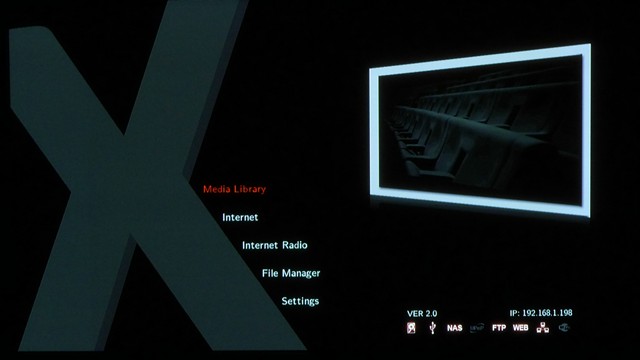 X
Media Library
Internet
Internet Radio
File Manager
Settings
VER 2.0 IP: 192.168.1.198
NAS FTP WEB